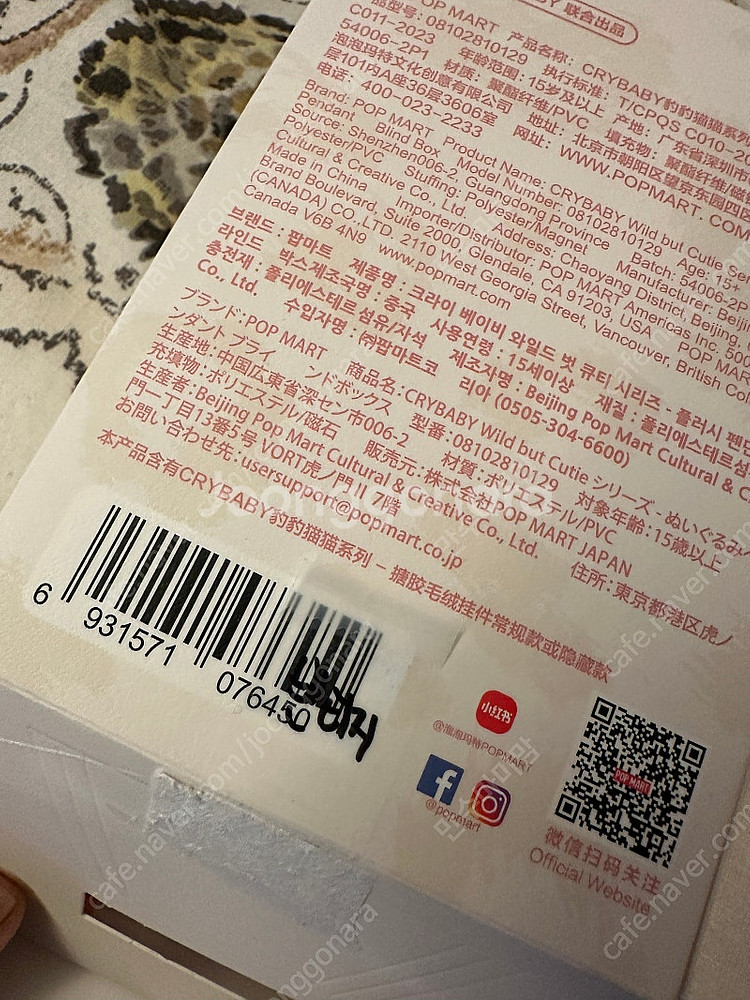 BY 联合出品
POP MART 产品名称: CRYBABY豹豹猫猫系列
品型号: 08102810129 执行标准: T/CPQS C010-
C011-2023 年龄范围: 15岁及以上 产地: 广东省深圳市
54006-2P1 材质: 聚酯纤维/PVC 填充物: 聚酯纤维/磁
泡泡玛特文化创意有限公司 地址: 北京市朝阳区望京东园四区
层101内A座36层3606室 网址: WWW.POPMART.COM
电话: 400-023-2233
Brand: POP MART Product Name: CRYBABY Wild but Cutie Se
Pendant Blind Box Model Number: 08102810129 Age: 15+
Source: Shenzhen006-2, Guangdong Province Batch: 54006-2P
Polyester/PVC Stuffing: Polyester/Magnet Manufacturer: Beijing
Cultural & Creative Co., Ltd. Address: Chaoyang District, Beijing,
Made in China Importer/Distributor: POP MART Americas Inc, 500
Brand Boulevard, Suite 2000, Glendale, CA 91203, USA POP MAR
(CANADA) CO., LTD, 2110 West Georgia Street, Vancouver, British Co
Canada V6B 4N9 www.popmart.com
브랜드 : 팝마트 제품명 : 크라이 베이비 와일드 벗 큐티 시리즈 - 플러시 펜던
라인드 박스제조국명 : 중국 사용연령 : 15세이상 재질 : 폴리에스테르섬
충전재 : 폴리에스테르섬유/자석 제조자명 : Beijing Pop Mart Cultural & C
Co., Ltd. 수입자명 : ㈜팝마트코리아 (0505-304-6600)
ブランド:POP MART 商品名:CRYBABY Wild but Cutie シリーズ - ぬいぐるみ
ンダント ブラインドボックス 型番:08102810129 対象年齢:15歳以上
生産地:中国広東省深セン市006-2 材質:ポリエステル/PVC
充填物:ポリエステル/磁石 販売元:株式会社POP MART JAPAN
生産者:Beijing Pop Mart Cultural & Creative Co., Ltd. 住所:東京都港区虎ノ
門一丁目13番5号 VORT虎ノ門 17階
お問い合わせ先:usersupport@popmart.co.jp
本产品含有CRYBABY豹豹猫猫系列 - 搪胶毛绒挂件常规款或隐藏款
6 931571 076450
小红书
@泡泡玛特POPMART
@popmart
POP MART
微信扫码关注
Official Website
joonggonara
cafe.naver.com/joonggonara